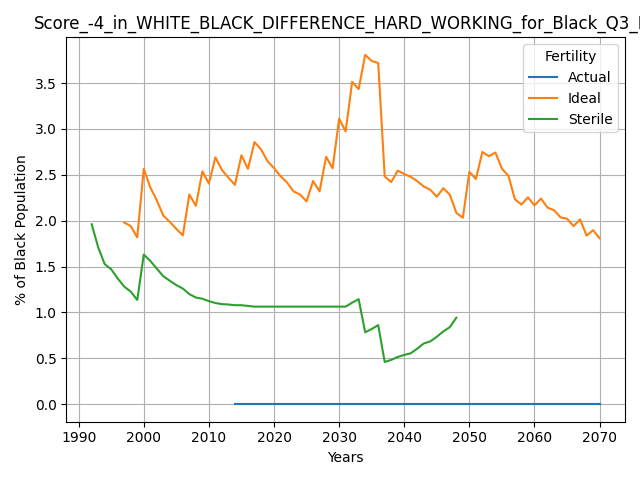 Score_-4_in_WHITE_BLACK_DIFFERENCE_HARD_WORKING_for_Black_Q3_
Fertility
Actual
Ideal
Sterile
% of Black Population
3.5
3.0
2.5
2.0
1.5
1.0
0.5
0.0
1990 2000 2010 2020 2030 2040 2050 2060 2070
Years